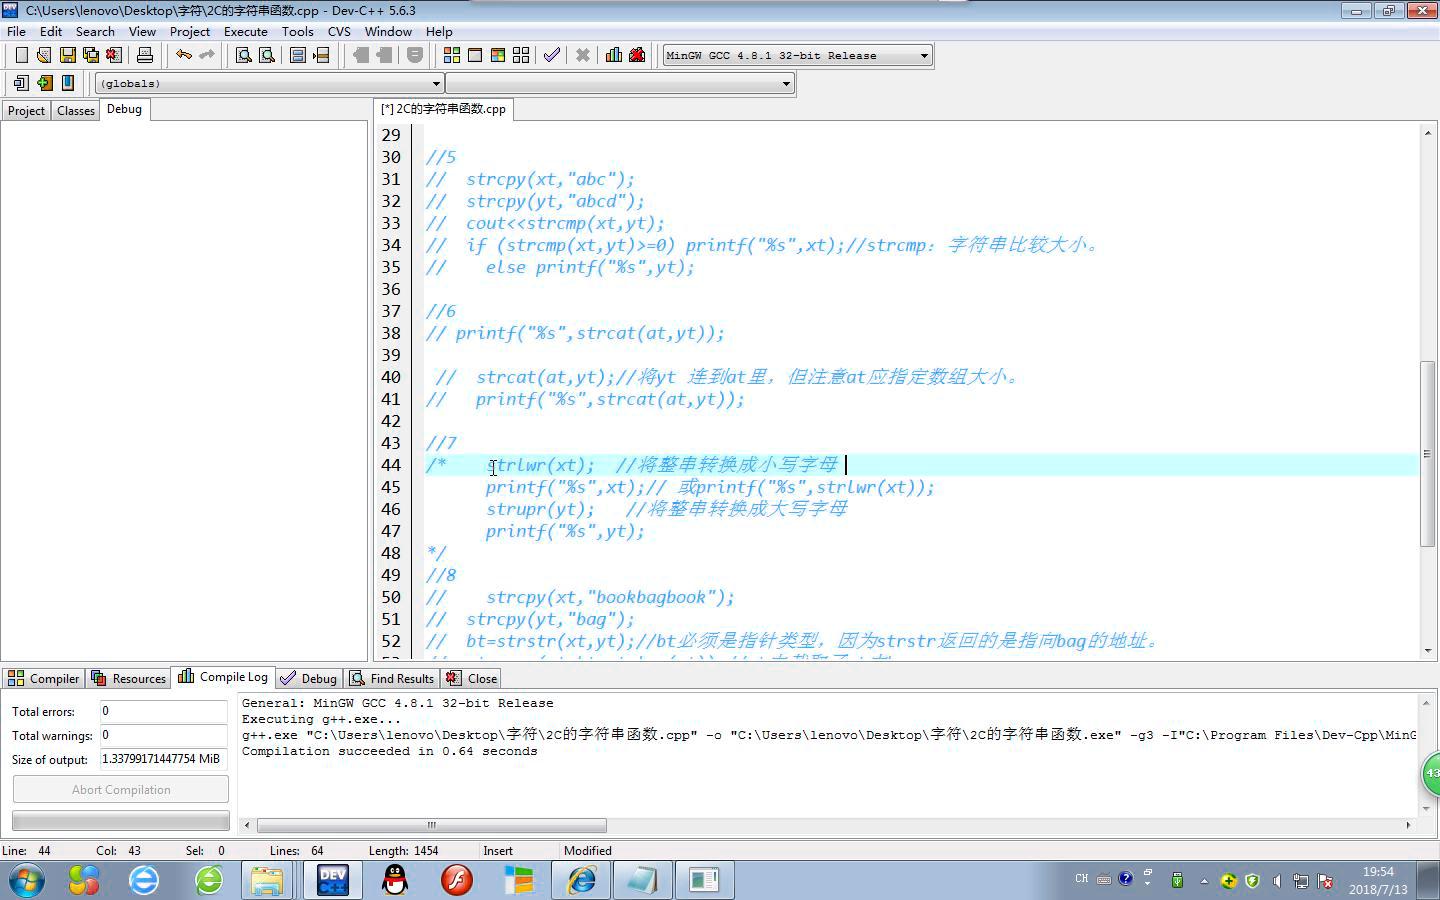 C:\Users\lenovo\Desktop\字符\2C的字符串函数.cpp - Dev-C++ 5.6.3
File Edit Search View Project Execute Tools CVS Window Help
MinGW GCC 4.8.1 32-bit Release
(globals)
Project Classes Debug
[*] 2C的字符串函数.cpp
29
30 //5
31 // strcpy(xt,"abc");
32 // strcpy(yt,"abcd");
33 // cout<<strcmp(xt,yt);
34 // if (strcmp(xt,yt)>=0) printf("%s",xt);//strcmp：字符串比较大小。
35 // else printf("%s",yt);
36
37 //6
38 // printf("%s",strcat(at,yt));
39
40 // strcat(at,yt);//将yt 连到at里，但注意at应指定数组大小。
41 // printf("%s",strcat(at,yt));
42
43 //7
44 /* strlwr(xt); //将整串转换成小写字母
45 printf("%s",xt);// 或printf("%s",strlwr(xt));
46 strupr(yt); //将整串转换成大写字母
47 printf("%s",yt);
48 */
49 //8
50 // strcpy(xt,"bookbagbook");
51 // strcpy(yt,"bag");
52 // bt=strstr(xt,yt);//bt必须是指针类型，因为strstr返回的是指向bag的地址。
Compiler Resources Compile Log Debug Find Results Close
Total errors: 0
Total warnings: 0
Size of output: 1.33799171447754 MiB
Abort Compilation
General: MinGW GCC 4.8.1 32-bit Release
Executing g++.exe...
g++.exe "C:\Users\lenovo\Desktop\字符\2C的字符串函数.cpp" -o "C:\Users\lenovo\Desktop\字符\2C的字符串函数.exe" -g3 -I"C:\Program Files\Dev-Cpp\MinG
Compilation succeeded in 0.64 seconds
43
Line: 44 Col: 43 Sel: 0 Lines: 64 Length: 1454 Insert Modified
DEV C++
CH
19:54
2018/7/13